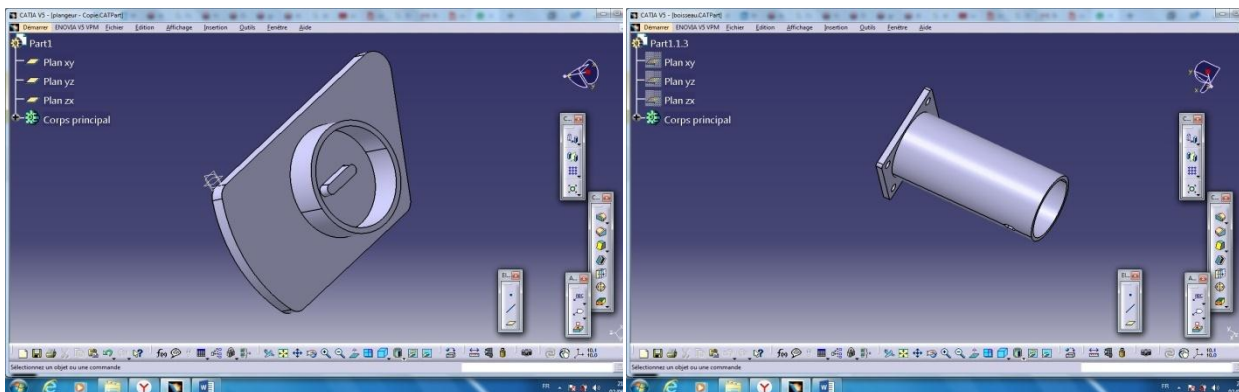 CATIA V5 - [plangeur - Copie.CATPart]
Démarrer ENOVIA V5 VPM Fichier Edition Affichage Insertion Outils Fenêtre Aide
Part1
Plan xy
Plan yz
Plan zx
Corps principal
Sélectionnez un objet ou une commande
FR
CATIA V5 - [boisseau.CATPart]
Démarrer ENOVIA V5 VPM Fichier Edition Affichage Insertion Outils Fenêtre Aide
Part1.1.3
Plan xy
Plan yz
Plan zx
Corps principal
Sélectionnez un objet ou une commande
FR